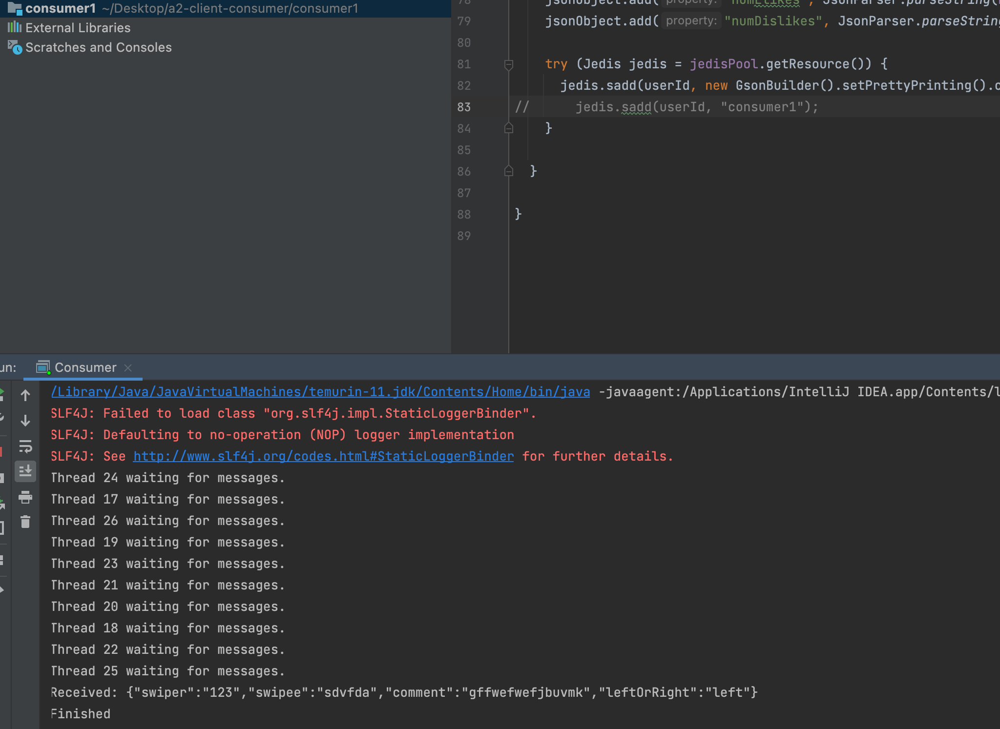 consumer1 ~/Desktop/a2-client-consumer/consumer1
External Libraries
Scratches and Consoles
78 jsonObject.add( property: "numLikes", JsonParser.parseString(
79 jsonObject.add( property: "numDislikes", JsonParser.parseString
80
81 try (Jedis jedis = jedisPool.getResource()) {
82 jedis.sadd(userId, new GsonBuilder().setPrettyPrinting().c
83 // jedis.sadd(userId, "consumer1");
84 }
85
86 }
87
88 }
89
un: Consumer
/Library/Java/JavaVirtualMachines/temurin-11.jdk/Contents/Home/bin/java -javaagent:/Applications/IntelliJ IDEA.app/Contents/l
SLF4J: Failed to load class "org.slf4j.impl.StaticLoggerBinder".
SLF4J: Defaulting to no-operation (NOP) logger implementation
SLF4J: See http://www.slf4j.org/codes.html#StaticLoggerBinder for further details.
Thread 24 waiting for messages.
Thread 17 waiting for messages.
Thread 26 waiting for messages.
Thread 19 waiting for messages.
Thread 23 waiting for messages.
Thread 21 waiting for messages.
Thread 20 waiting for messages.
Thread 18 waiting for messages.
Thread 22 waiting for messages.
Thread 25 waiting for messages.
Received: {"swiper":"123","swipee":"sdvfda","comment":"gffwefwefjbuvmk","leftOrRight":"left"}
Finished